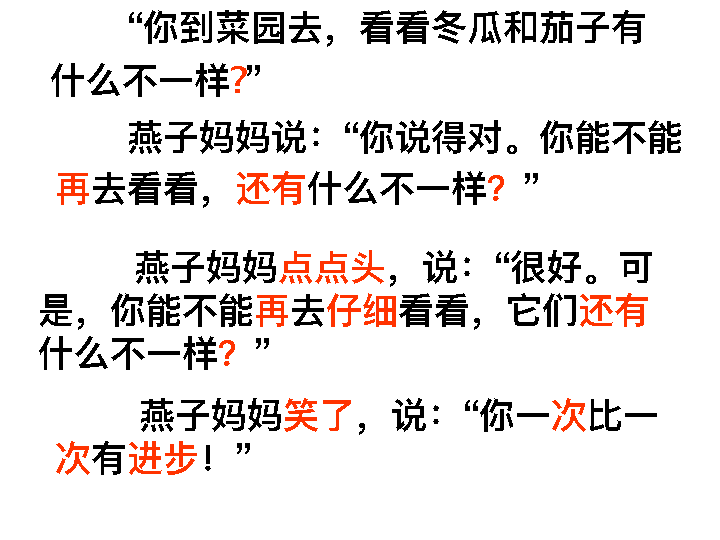 “你到菜园去，看看冬瓜和茄子有
什么不一样?”
燕子妈妈说：“你说得对。你能不能
再去看看，还有什么不一样？”
燕子妈妈点点头，说：“很好。可
是，你能不能再去仔细看看，它们还有
什么不一样？”
燕子妈妈笑了，说：“你一次比一
次有进步！”